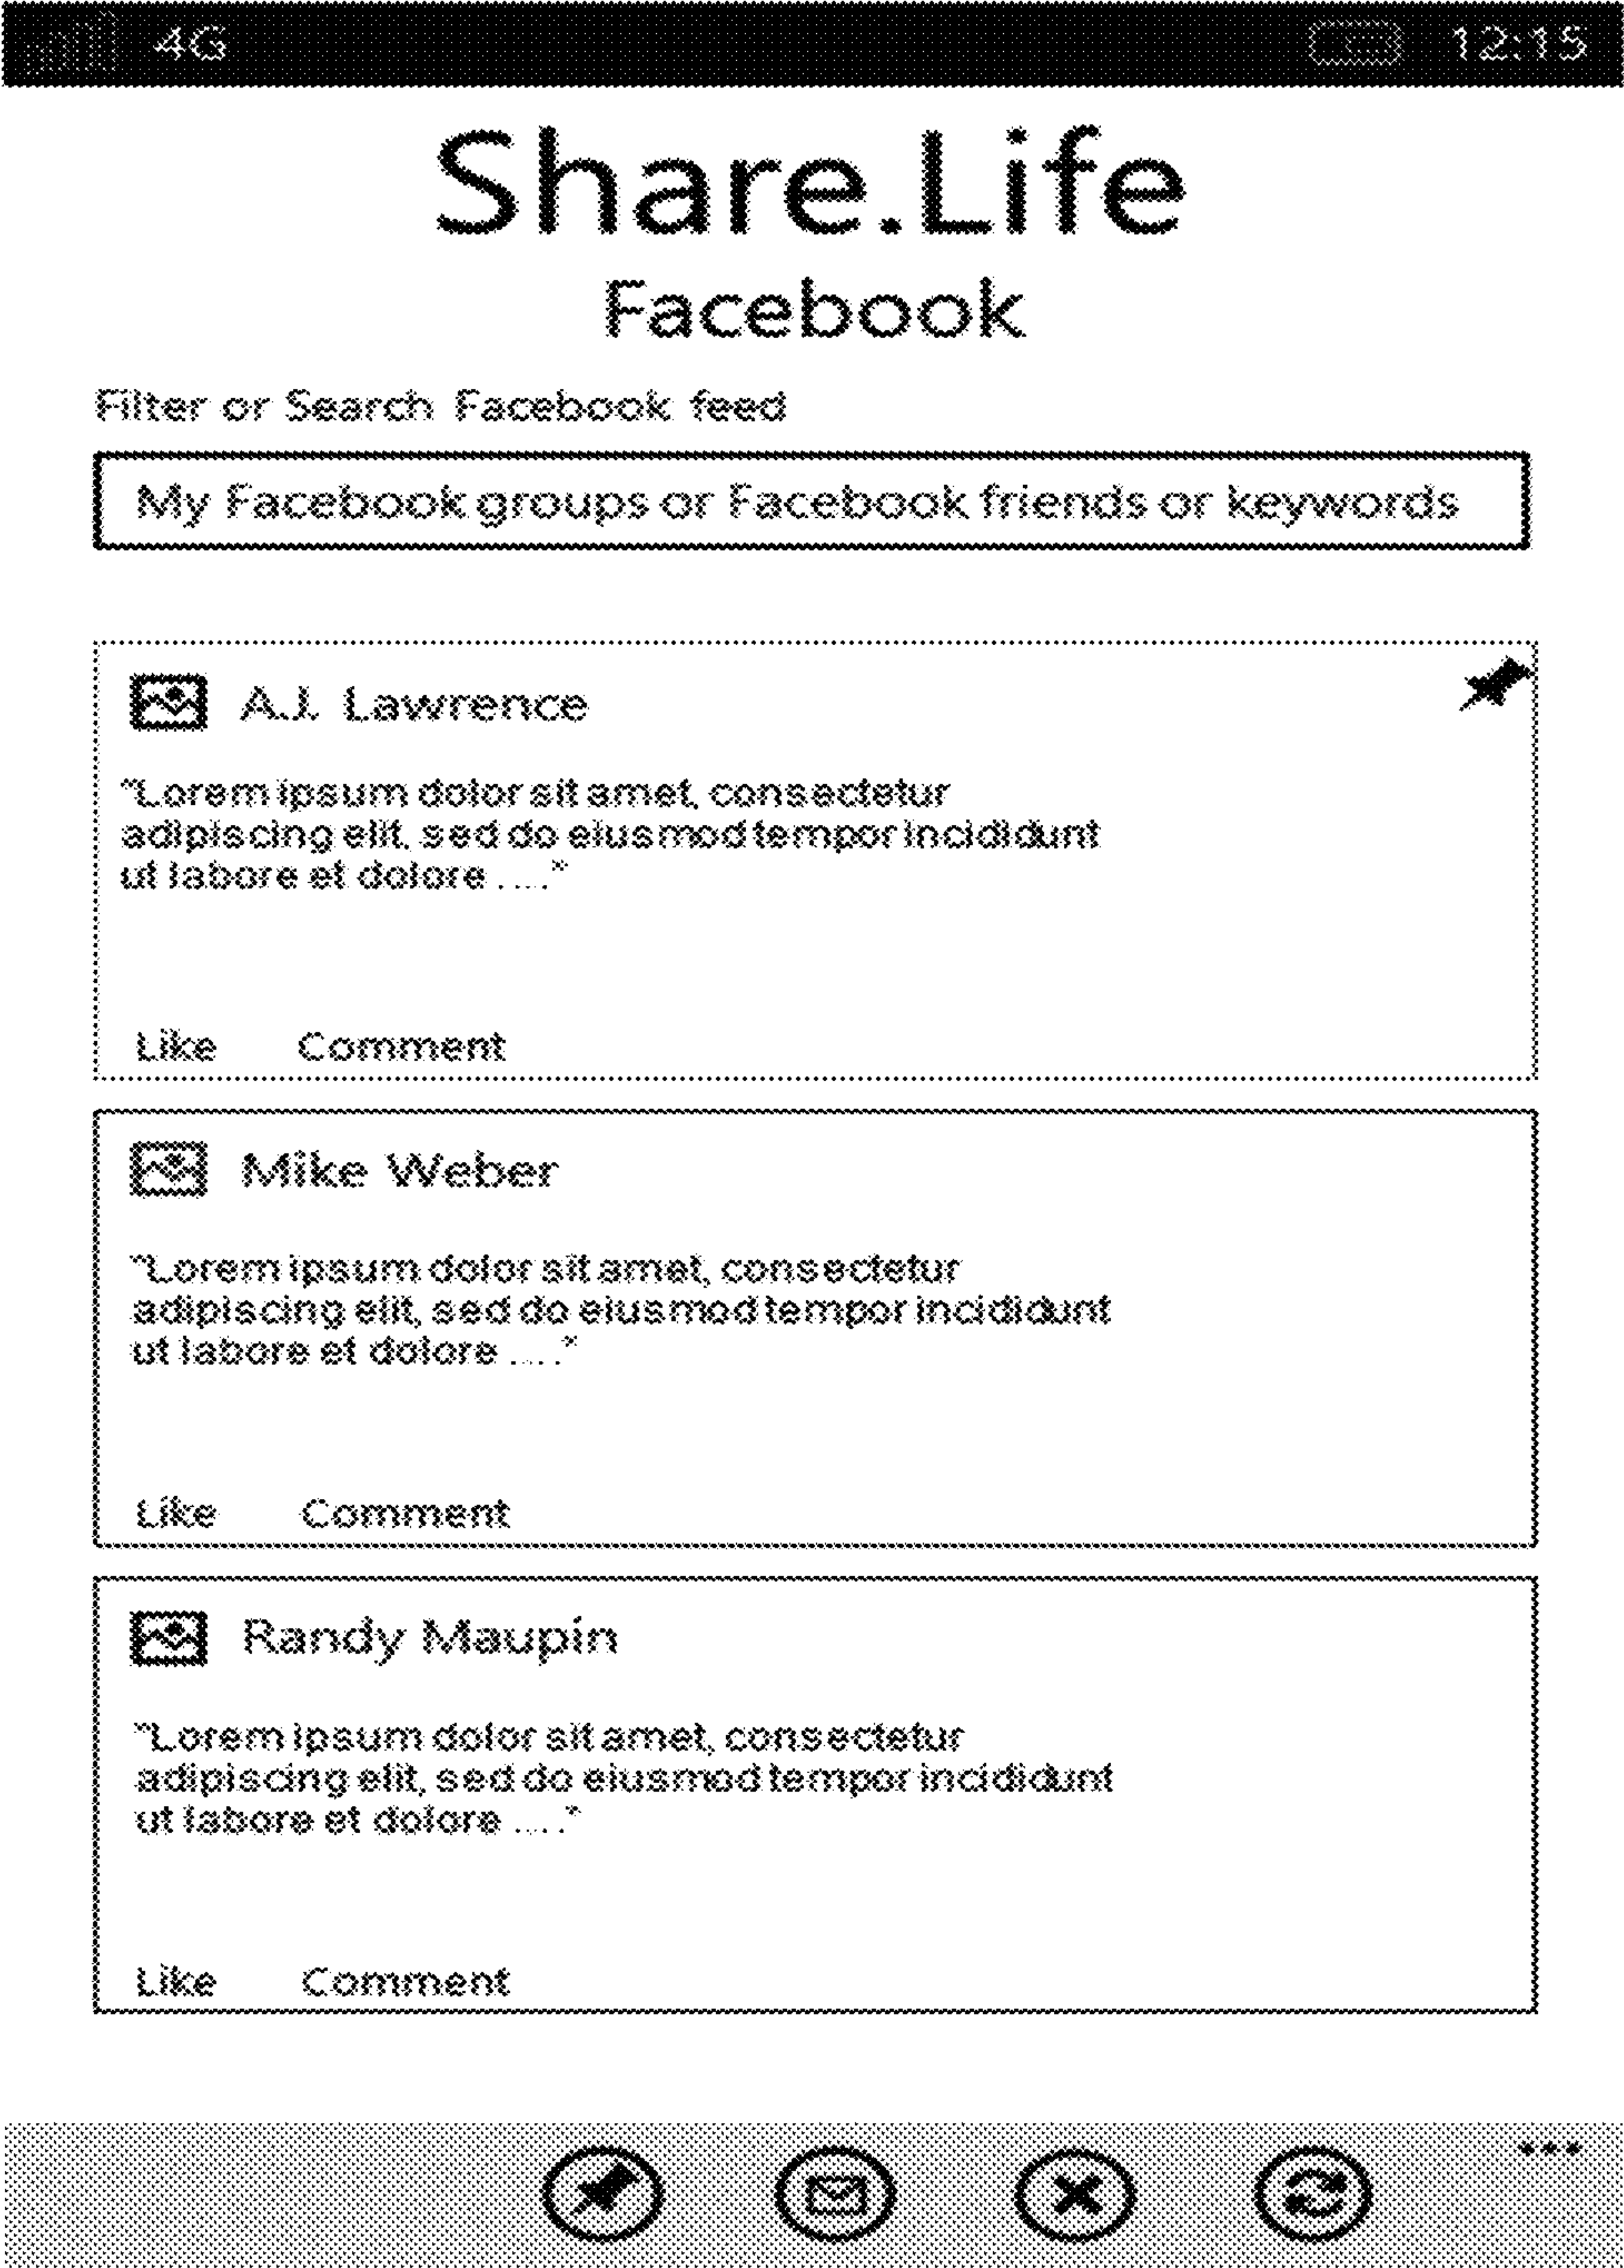 4G 12:15
Share.Life
Facebook
Filter or Search Facebook feed
My Facebook groups or Facebook friends or keywords
A.J. Lawrence
"Lorem ipsum dolor sit amet, consectetur
adipiscing elit, sed do eiusmod tempor incididunt
ut labore et dolore ...."
Like Comment
Mike Weber
"Lorem ipsum dolor sit amet, consectetur
adipiscing elit, sed do eiusmod tempor incididunt
ut labore et dolore ...."
Like Comment
Randy Maupin
"Lorem ipsum dolor sit amet, consectetur
adipiscing elit, sed do eiusmod tempor incididunt
ut labore et dolore ...."
Like Comment